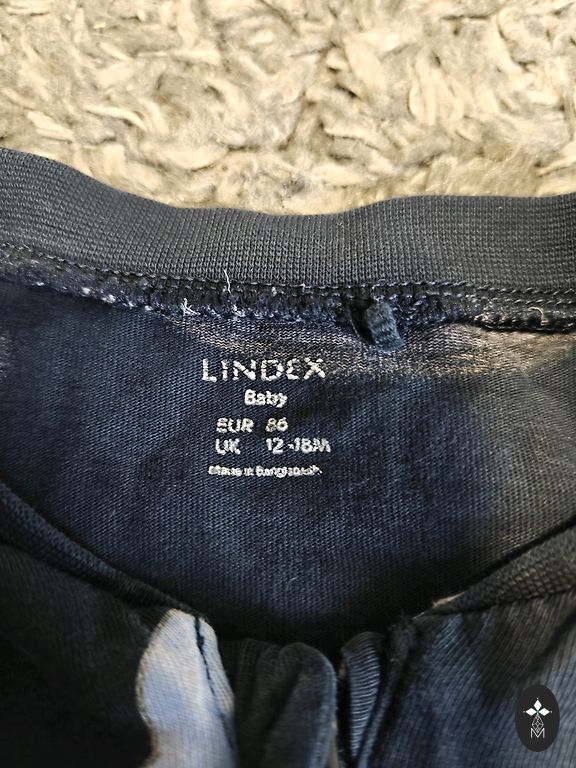 LINDEX
Baby
EUR 86
UK 12-18M
Made in Bangladesh
M